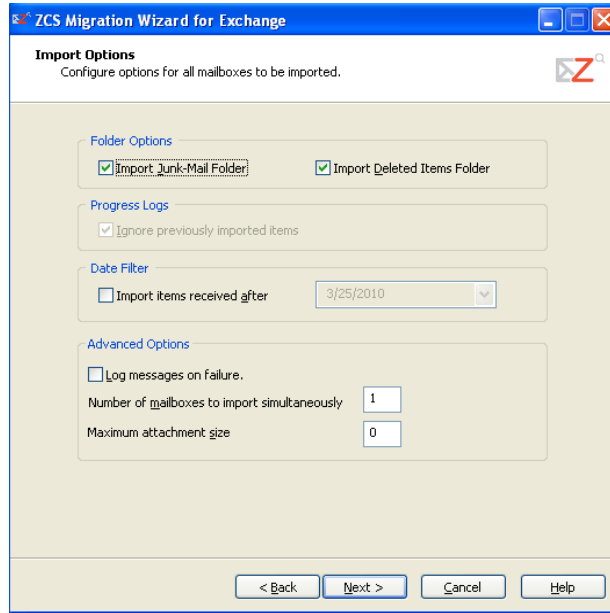 ZCS Migration Wizard for Exchange
Import Options
Configure options for all mailboxes to be imported.
Folder Options
Import Junk-Mail Folder Import Deleted Items Folder
Progress Logs
Ignore previously imported items
Date Filter
Import items received after 3/25/2010
Advanced Options
Log messages on failure.
Number of mailboxes to import simultaneously 1
Maximum attachment size 0
< Back Next > Cancel Help